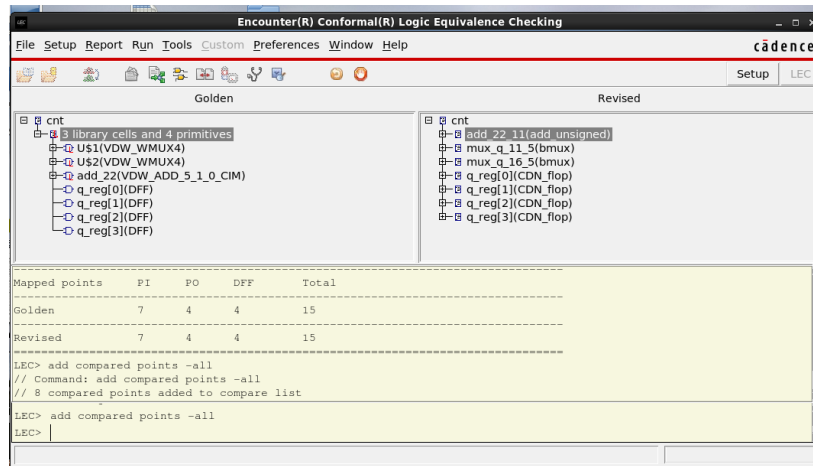 Encounter(R) Conformal(R) Logic Equivalence Checking
File Setup Report Run Tools Custom Preferences Window Help
cādence
Setup LEC
Golden Revised
cnt
3 library cells and 4 primitives
U$1(VDW_WMUX4)
U$2(VDW_WMUX4)
add_22(VDW_ADD_5_1_0_CIM)
q_reg[0](DFF)
q_reg[1](DFF)
q_reg[2](DFF)
q_reg[3](DFF)
cnt
add_22_11(add_unsigned)
mux_q_11_5(bmux)
mux_q_16_5(bmux)
q_reg[0](CDN_flop)
q_reg[1](CDN_flop)
q_reg[2](CDN_flop)
q_reg[3](CDN_flop)
Mapped points PI PO DFF Total
Golden 7 4 4 15
Revised 7 4 4 15
LEC> add compared points -all
// Command: add compared points -all
// 8 compared points added to compare list
LEC> add compared points -all
LEC>